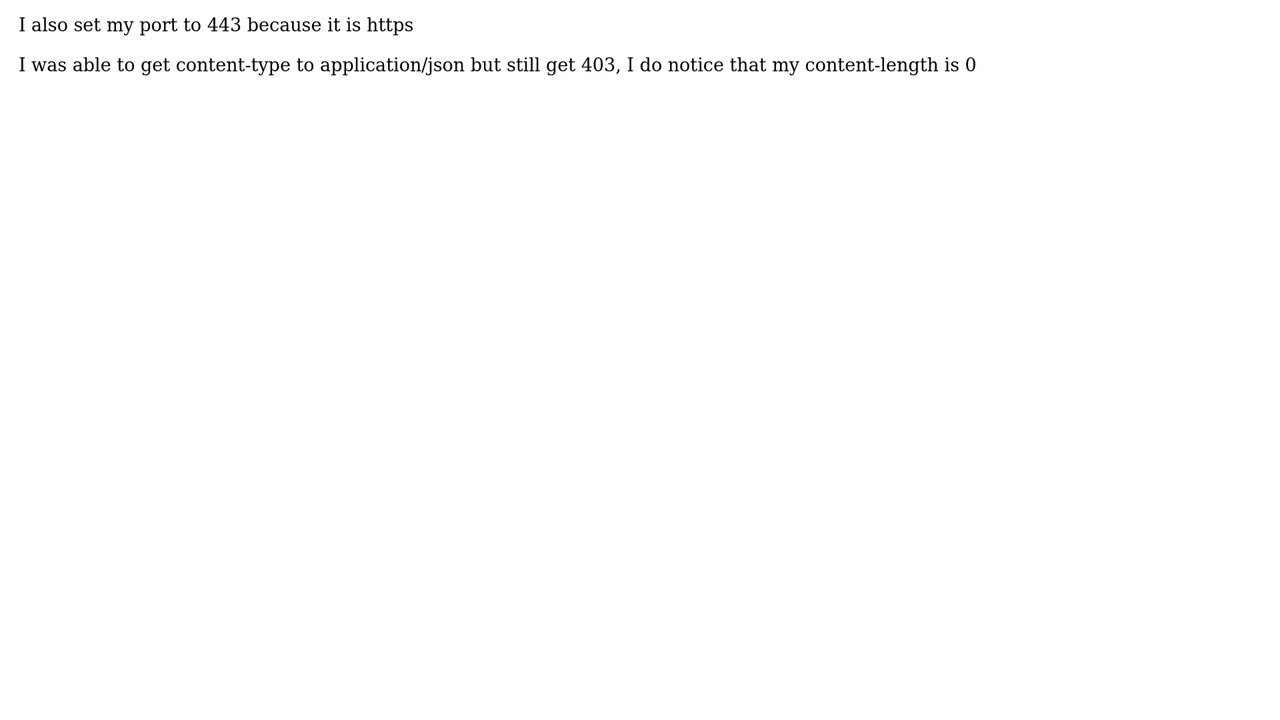 I also set my port to 443 because it is https
I was able to get content-type to application/json but still get 403, I do notice that my content-length is 0